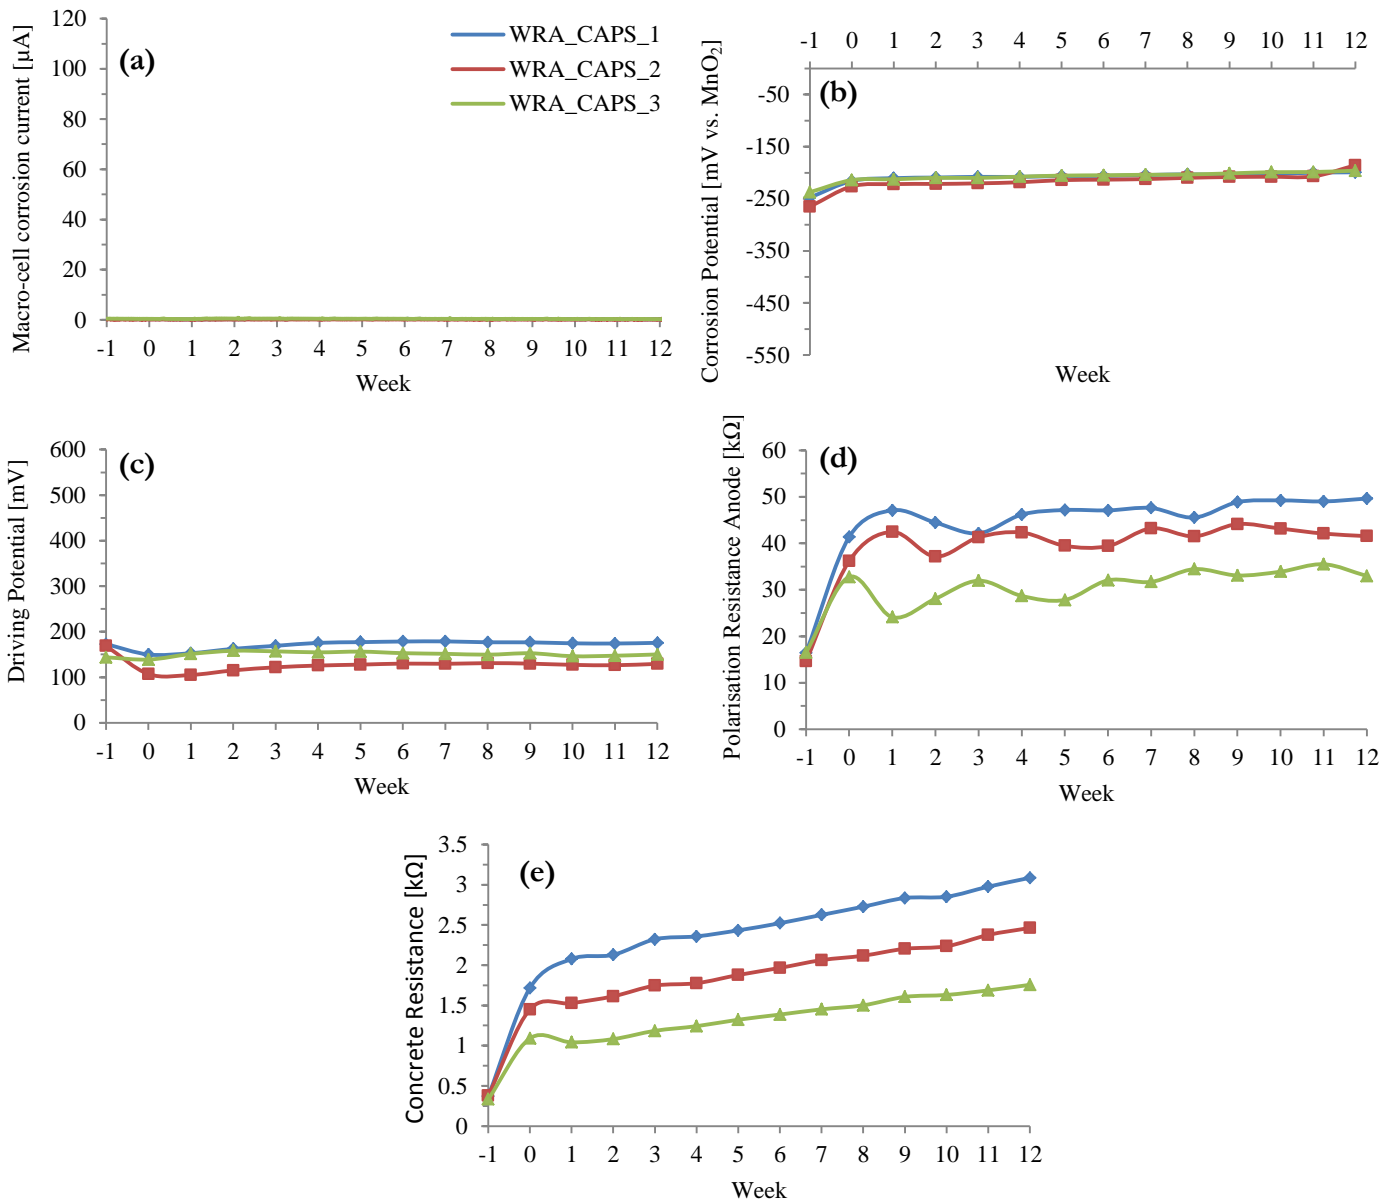 (a)
WRA_CAPS_1
WRA_CAPS_2
WRA_CAPS_3
Macro-cell corrosion current [µA]
120
100
80
60
40
20
0
-1 0 1 2 3 4 5 6 7 8 9 10 11 12
Week
(b)
-1 0 1 2 3 4 5 6 7 8 9 10 11 12
Corrosion Potential [mV vs. MnO₂]
-50
-150
-250
-350
-450
-550
Week
(c)
Driving Potential [mV]
600
500
400
300
200
100
0
-1 0 1 2 3 4 5 6 7 8 9 10 11 12
Week
(d)
Polarisation Resistance Anode [kΩ]
60
50
40
30
20
10
0
-1 0 1 2 3 4 5 6 7 8 9 10 11 12
Week
(e)
Concrete Resistance [kΩ]
3.5
3
2.5
2
1.5
1
0.5
0
-1 0 1 2 3 4 5 6 7 8 9 10 11 12
Week